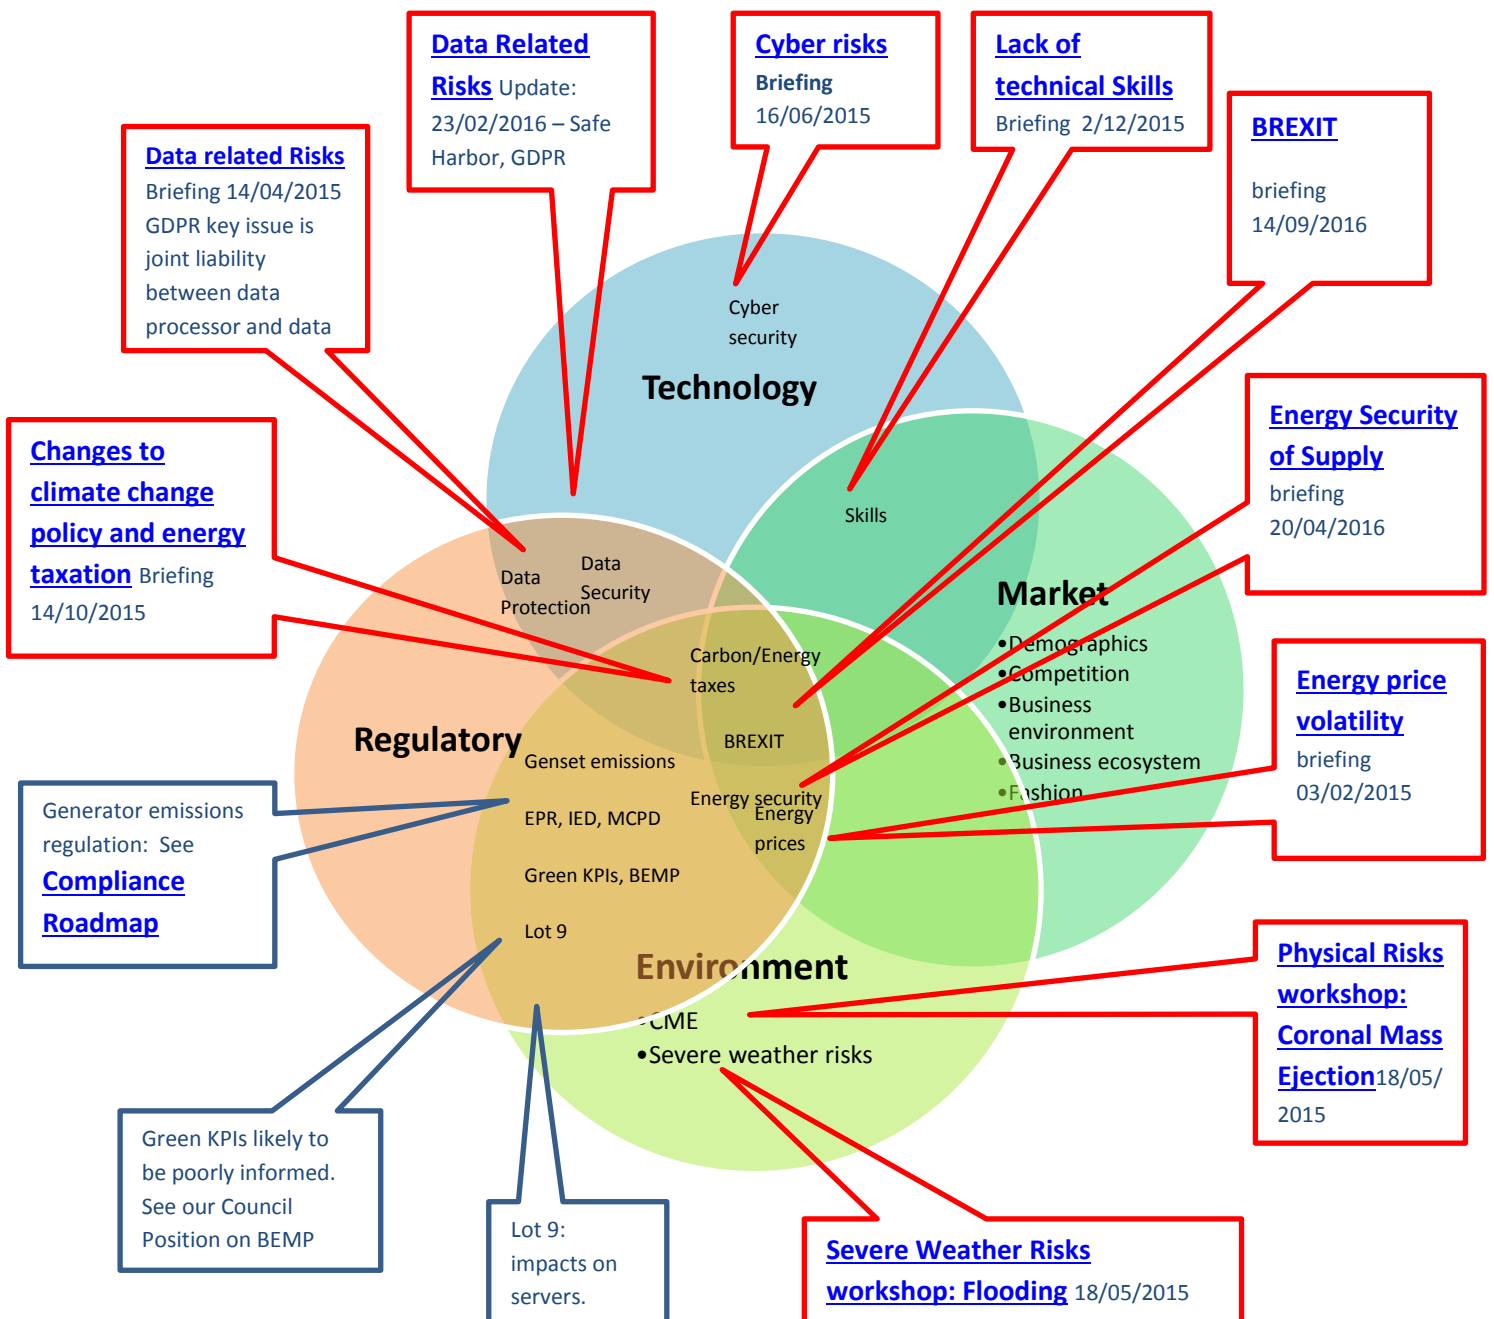 Data Related
Risks Update:
23/02/2016 – Safe
Harbor, GDPR
Cyber risks
Briefing
16/06/2015
Lack of
technical Skills
Briefing 2/12/2015
BREXIT
briefing
14/09/2016
Data related Risks
Briefing 14/04/2015
GDPR key issue is
joint liability
between data
processor and data
Cyber
security
Technology
Changes to
climate change
policy and energy
taxation Briefing
14/10/2015
Energy Security
of Supply
briefing
20/04/2016
Skills
Data
Protection
Data
Security
Market
•Demographics
•Competition
•Business
environment
•Business ecosystem
•Fashion
Carbon/Energy
taxes
BREXIT
Energy price
volatility
briefing
03/02/2015
Regulatory
Genset emissions
EPR, IED, MCPD
Green KPIs, BEMP
Lot 9
Energy security
Energy
prices
Generator emissions
regulation: See
Compliance
Roadmap
Environment
•CME
•Severe weather risks
Physical Risks
workshop:
Coronal Mass
Ejection18/05/
2015
Green KPIs likely to
be poorly informed.
See our Council
Position on BEMP
Lot 9:
impacts on
servers.
Severe Weather Risks
workshop: Flooding 18/05/2015